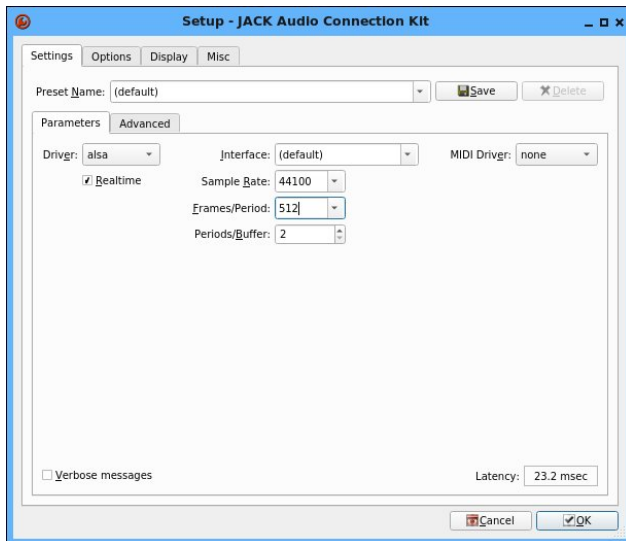 Setup - JACK Audio Connection Kit
Settings Options Display Misc
Preset Name: (default) Save Delete
Parameters Advanced
Driver: alsa Interface: (default) MIDI Driver: none
Realtime Sample Rate: 44100
Frames/Period: 512
Periods/Buffer: 2
Verbose messages Latency: 23.2 msec
Cancel OK